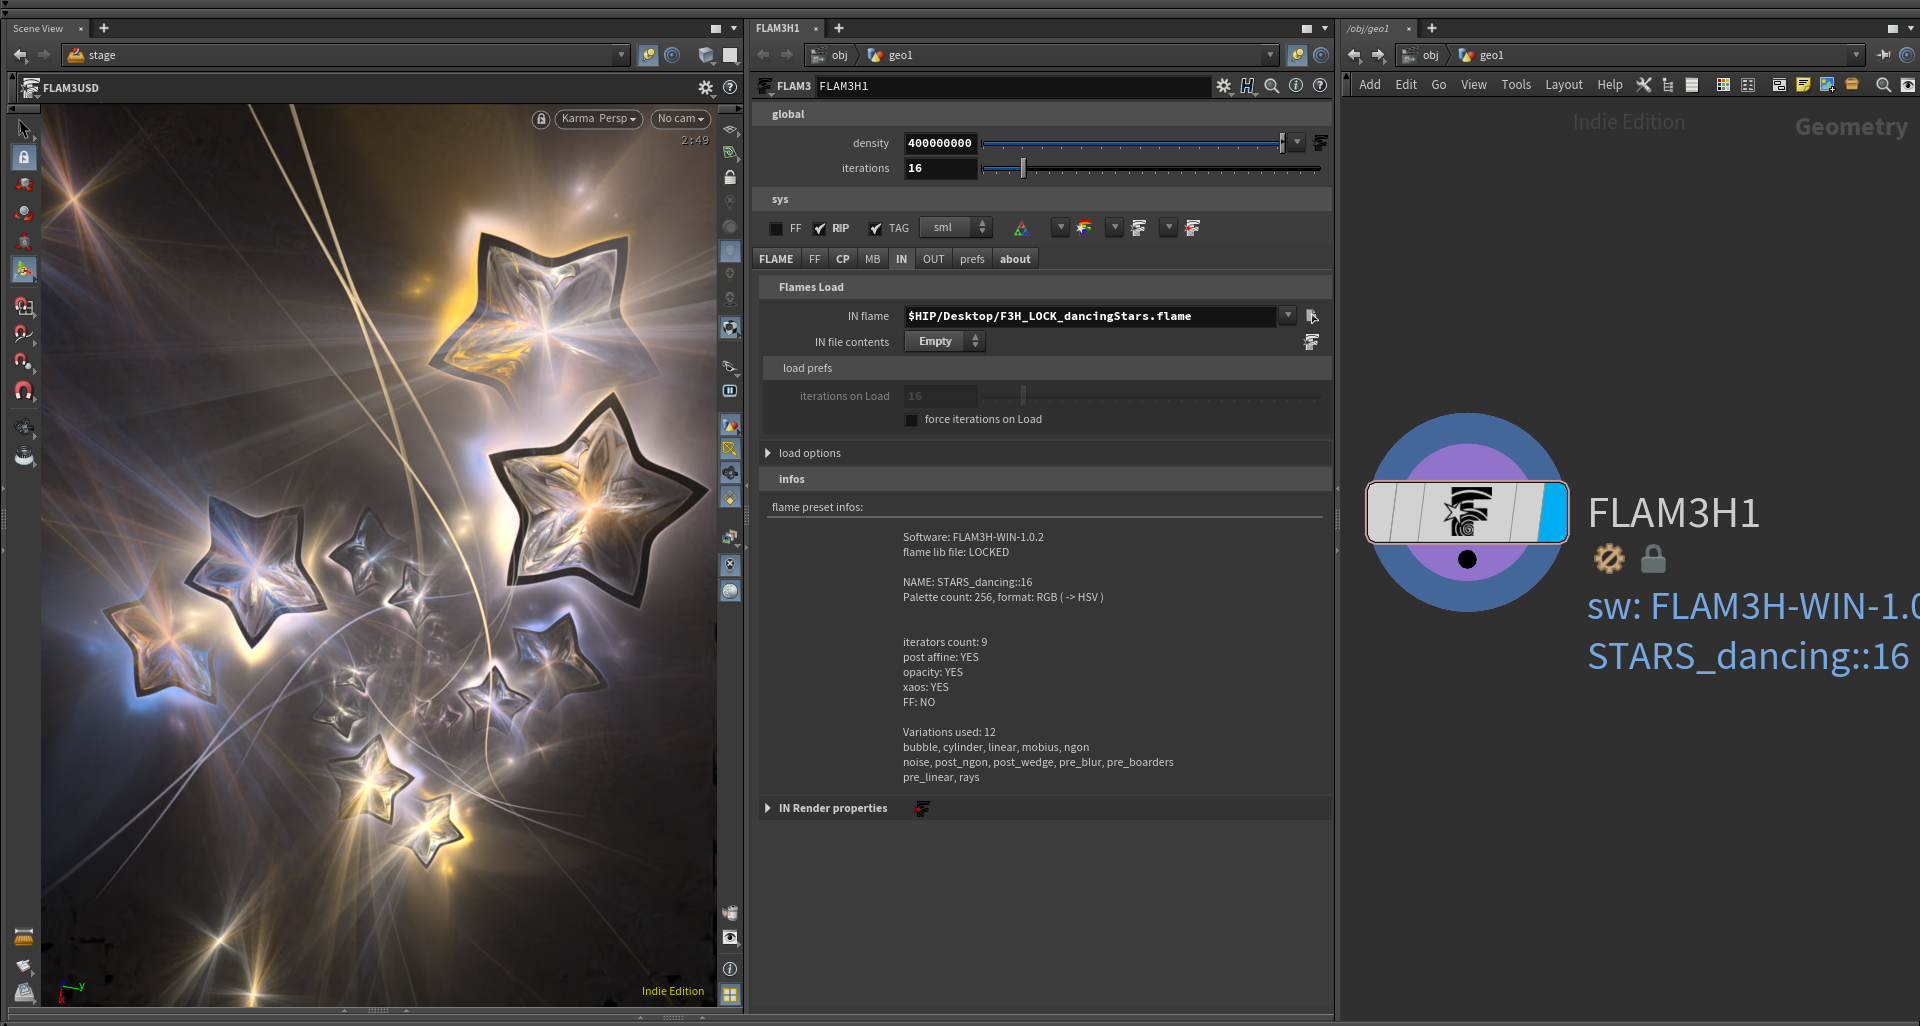 Scene View
stage
FLAM3USD
Karma Persp
No cam
2:49
Indie Edition
y
FLAM3H1
obj
geo1
FLAM3
FLAM3H1
global
density
400000000
iterations
16
sys
FF
RIP
TAG
sml
FLAME
FF
CP
MB
IN
OUT
prefs
about
Flames Load
IN flame
$HIP/Desktop/F3H_LOCK_dancingStars.flame
IN file contents
Empty
load prefs
iterations on Load
16
force iterations on Load
load options
infos
flame preset infos:
Software: FLAM3H-WIN-1.0.2
flame lib file: LOCKED
NAME: STARS_dancing::16
Palette count: 256, format: RGB ( -> HSV )
iterators count: 9
post affine: YES
opacity: YES
xaos: YES
FF: NO
Variations used: 12
bubble, cylinder, linear, mobius, ngon
noise, post_ngon, post_wedge, pre_blur, pre_boarders
pre_linear, rays
IN Render properties
/obj/geo1
obj
geo1
Add Edit Go View Tools Layout Help
Indie Edition
Geometry
FLAM3H1
sw: FLAM3H-WIN-1.0
STARS_dancing::16